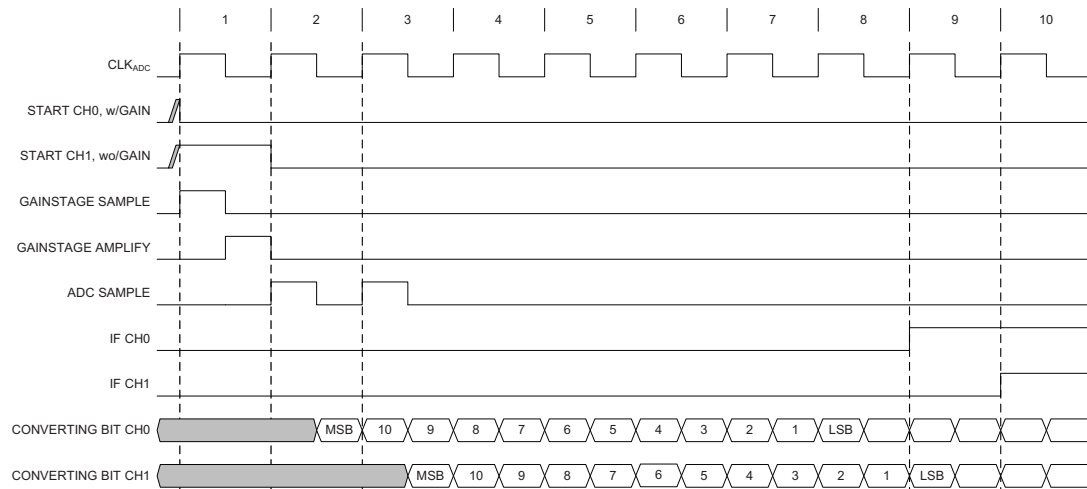 1 2 3 4 5 6 7 8 9 10
CLKADC
START CH0, w/GAIN
START CH1, wo/GAIN
GAINSTAGE SAMPLE
GAINSTAGE AMPLIFY
ADC SAMPLE
IF CH0
IF CH1
CONVERTING BIT CH0 MSB 10 9 8 7 6 5 4 3 2 1 LSB
CONVERTING BIT CH1 MSB 10 9 8 7 6 5 4 3 2 1 LSB